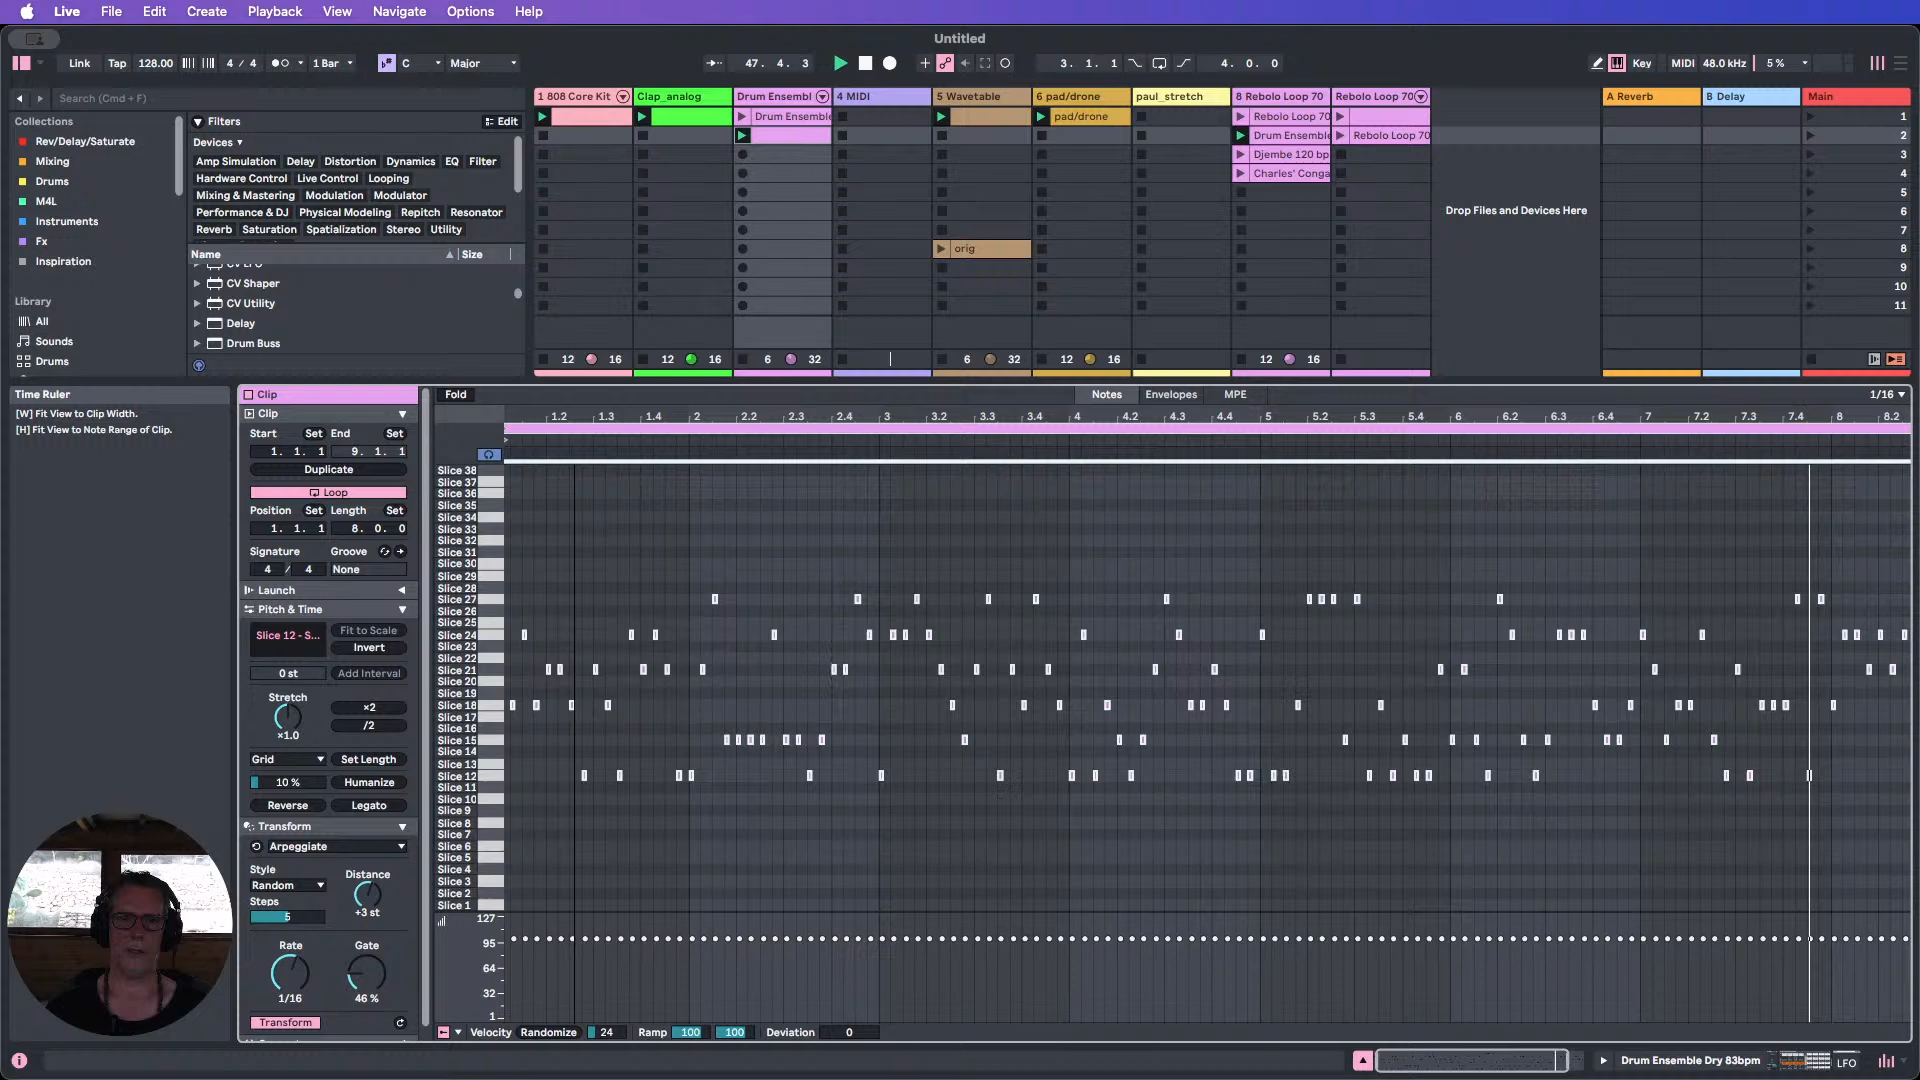 Live File Edit Create Playback View Navigate Options Help
Untitled
Link Tap 128.00 4 / 4 1 Bar C Major 47. 4. 3 3. 1. 1 4. 0. 0 Key MIDI 48.0 kHz 5 %
Search (Cmd + F)
Collections
Rev/Delay/Saturate
Mixing
Drums
M4L
Instruments
Fx
Inspiration
Library
All
Sounds
Drums
Filters Edit
Devices
Amp Simulation Delay Distortion Dynamics EQ Filter
Hardware Control Live Control Looping
Mixing & Mastering Modulation Modulator
Performance & DJ Physical Modeling Repitch Resonator
Reverb Saturation Spatialization Stereo Utility
Name Size
CV LFO
CV Shaper
CV Utility
Delay
Drum Buss
1 808 Core Kit Clap_analog Drum Ensembl 4 MIDI 5 Wavetable 6 pad/drone paul_stretch 8 Rebolo Loop 70 Rebolo Loop 70 A Reverb B Delay Main
Drum Ensemble pad/drone Rebolo Loop 70 1
Drum Ensemble Rebolo Loop 70 2
Djembe 120 bp 3
Charles' Conga 4
5
Drop Files and Devices Here 6
7
orig 8
9
10
11
12 16 12 16 6 32 6 32 12 16 12 16
Time Ruler
[W] Fit View to Clip Width.
[H] Fit View to Note Range of Clip.
Clip
Clip
Start Set End Set
1. 1. 1 9. 1. 1
Duplicate
Loop
Position Set Length Set
1. 1. 1 8. 0. 0
Signature Groove
4 / 4 None
Launch
Pitch & Time
Slice 12 - S... Fit to Scale
Invert
0 st Add Interval
Stretch
×2
/2
×1.0
Grid Set Length
10 % Humanize
Reverse Legato
Transform
Arpeggiate
Style Distance
Random
Steps +3 st
5
Rate Gate
1/16 46 %
Transform
Fold Notes Envelopes MPE 1/16
1.2 1.3 1.4 2 2.2 2.3 2.4 3 3.2 3.3 3.4 4 4.2 4.3 4.4 5 5.2 5.3 5.4 6 6.2 6.3 6.4 7 7.2 7.3 7.4 8 8.2
Slice 38
Slice 37
Slice 36
Slice 35
Slice 34
Slice 33
Slice 32
Slice 31
Slice 30
Slice 29
Slice 28
Slice 27
Slice 26
Slice 25
Slice 24
Slice 23
Slice 22
Slice 21
Slice 20
Slice 19
Slice 18
Slice 17
Slice 16
Slice 15
Slice 14
Slice 13
Slice 12
Slice 11
Slice 10
Slice 9
Slice 8
Slice 7
Slice 6
Slice 5
Slice 4
Slice 3
Slice 2
Slice 1
127
95
64
32
1
Velocity Randomize 24 Ramp 100 100 Deviation 0
Drum Ensemble Dry 83bpm LFO